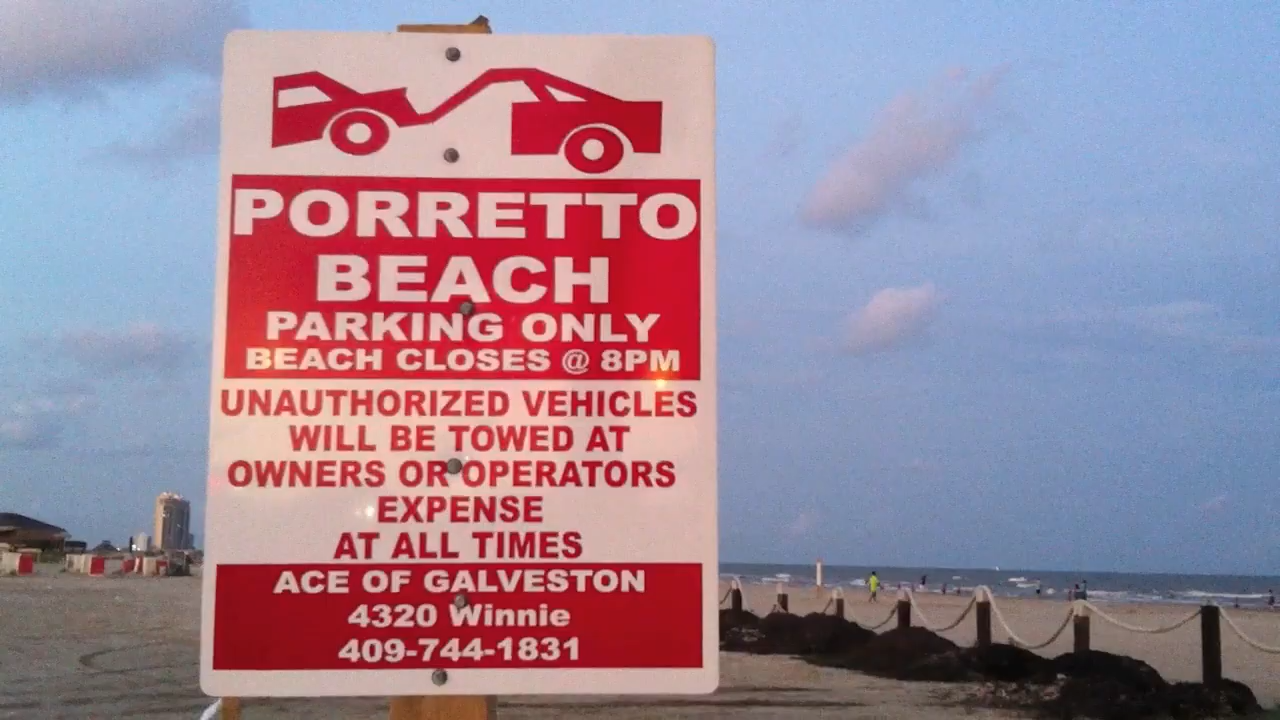 PORRETTO
BEACH
PARKING ONLY
BEACH CLOSES @ 8PM
UNAUTHORIZED VEHICLES
WILL BE TOWED AT
OWNERS OR OPERATORS
EXPENSE
AT ALL TIMES
ACE OF GALVESTON
4320 Winnie
409-744-1831